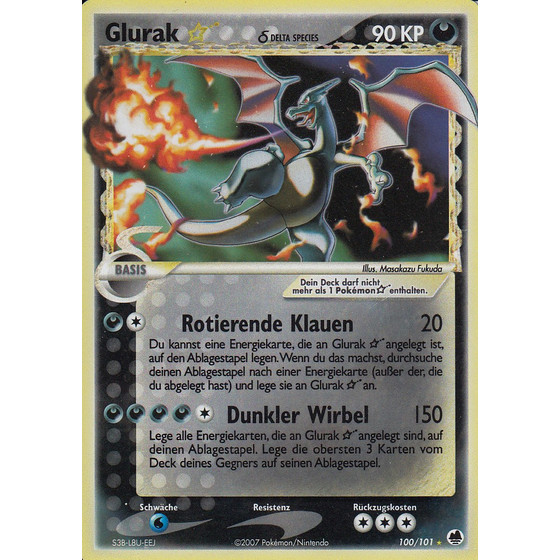 Glurak ☆ δ DELTA SPECIES 90 KP
Illus. Masakazu Fukuda
BASIS
Dein Deck darf nicht
mehr als 1 Pokémon☆ enthalten.
Rotierende Klauen 20
Du kannst eine Energiekarte, die an Glurak ☆ angelegt ist,
auf den Ablagestapel legen. Wenn du das machst, durchsuche
deinen Ablagestapel nach einer Energiekarte (außer der, die
du abgelegt hast) und lege sie an Glurak ☆ an.
Dunkler Wirbel 150
Lege alle Energiekarten, die an Glurak ☆ angelegt sind, auf
deinen Ablagestapel. Lege die obersten 3 Karten vom
Deck deines Gegners auf seinen Ablagestapel.
Schwäche Resistenz Rückzugskosten
S3B-L8U-EEJ ©2007 Pokémon/Nintendo 100/101 ★